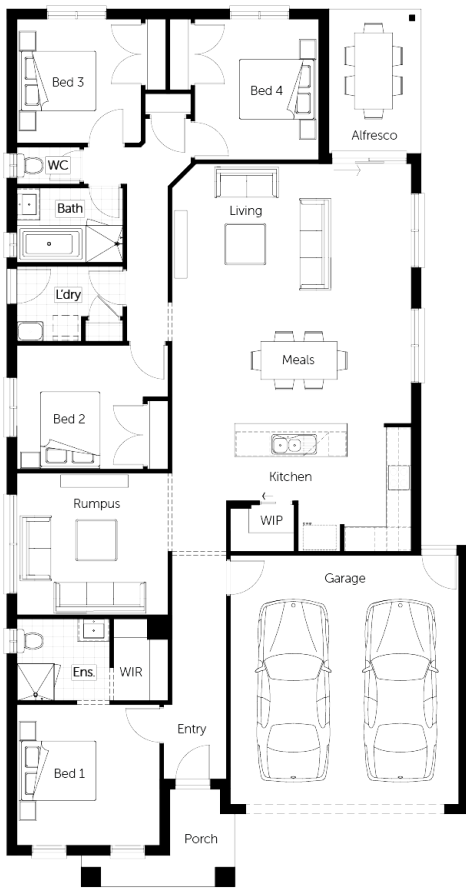 Bed 3
Bed 4
Alfresco
WC
Bath
Living
L'dry
Meals
Bed 2
Kitchen
Rumpus
WIP
Garage
Ens.
WIR
Entry
Bed 1
Porch